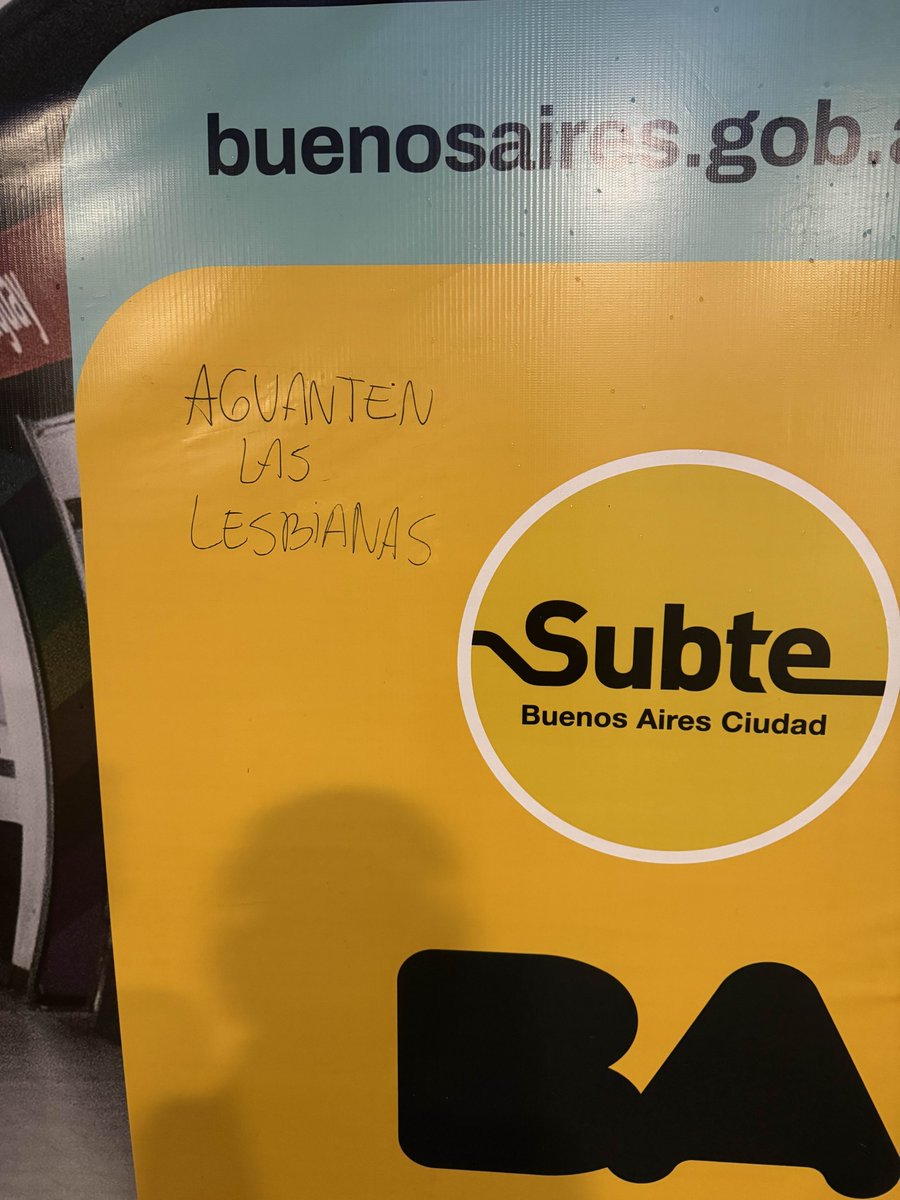 buenosaires.gob.a
AGUANTEN
LAS
LESBiANAS
Subte
Buenos Aires Ciudad
BA